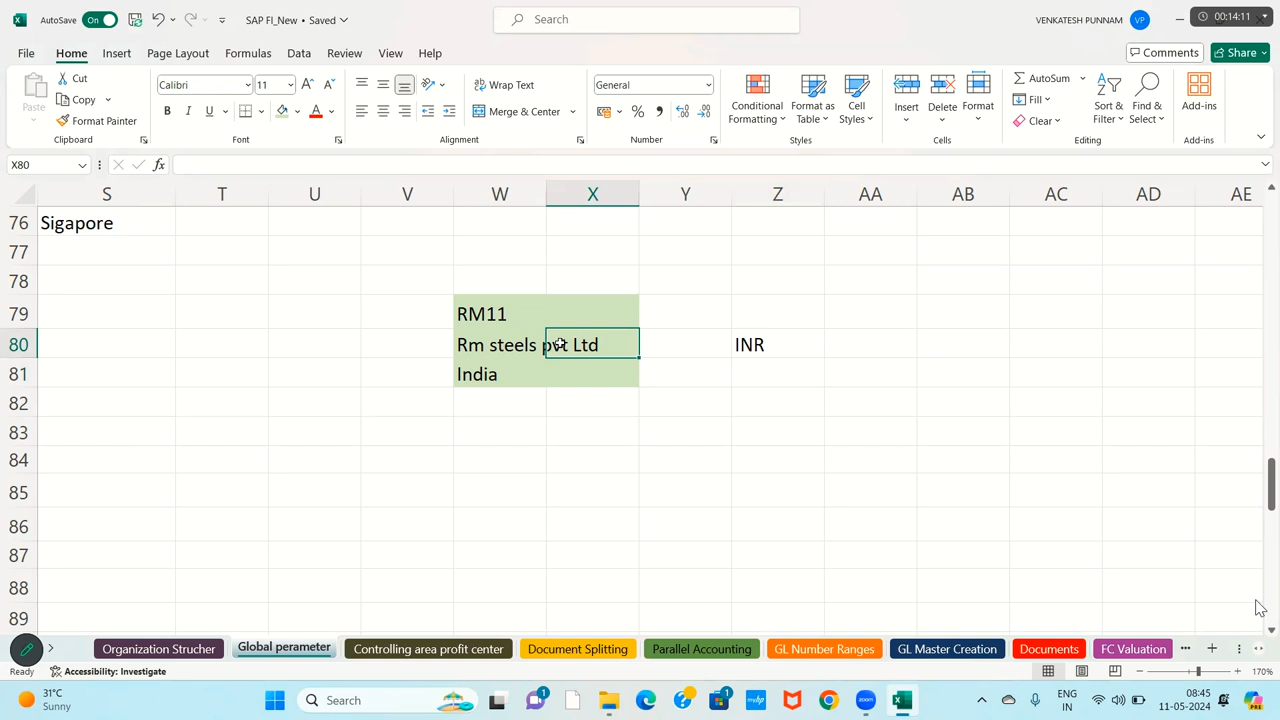 AutoSave On SAP FI_New • Saved Search VENKATESH PUNNAM VP 00:14:11
File Home Insert Page Layout Formulas Data Review View Help Comments Share
Paste Cut Copy Format Painter Clipboard
Calibri 11 B I U A Font
Wrap Text Merge & Center Alignment
General % Number
Conditional Formatting Format as Table Cell Styles Styles
Insert Delete Format Cells
AutoSum Fill Clear Sort & Filter Find & Select Editing
Add-ins Add-ins
X80 fx
S T U V W X Y Z AA AB AC AD AE
76 Sigapore
77
78
79 RM11
80 Rm steels pvt Ltd INR
81 India
82
83
84
85
86
87
88
89
Organization Strucher Global perameter Controlling area profit center Document Splitting Parallel Accounting GL Number Ranges GL Master Creation Documents FC Valuation
Ready Accessibility: Investigate 170%
31°C Sunny Search 1 1 mdp ENG IN 08:45 11-05-2024 PRE